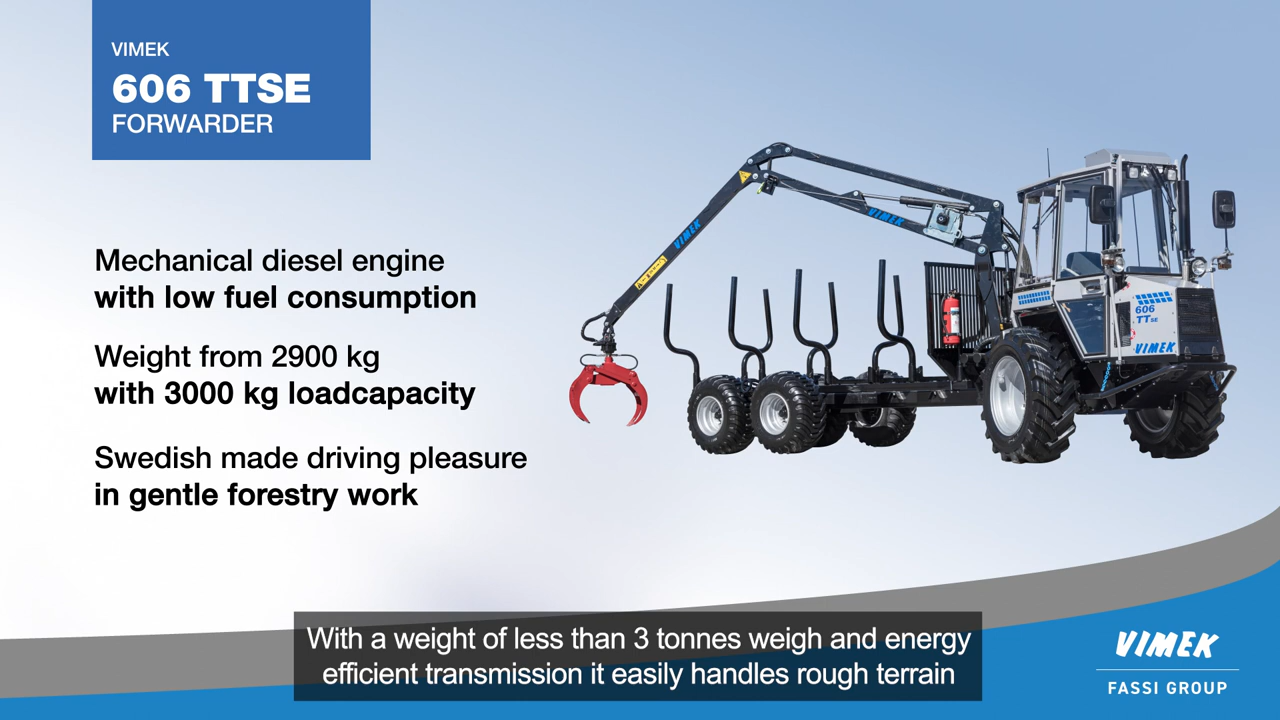 VIMEK
606 TTSE
FORWARDER
Mechanical diesel engine
with low fuel consumption
Weight from 2900 kg
with 3000 kg loadcapacity
Swedish made driving pleasure
in gentle forestry work
VIMEK
VIMEK
606
TTSE
VIMEK
With a weight of less than 3 tonnes weigh and energy
efficient transmission it easily handles rough terrain
VIMEK
FASSI GROUP